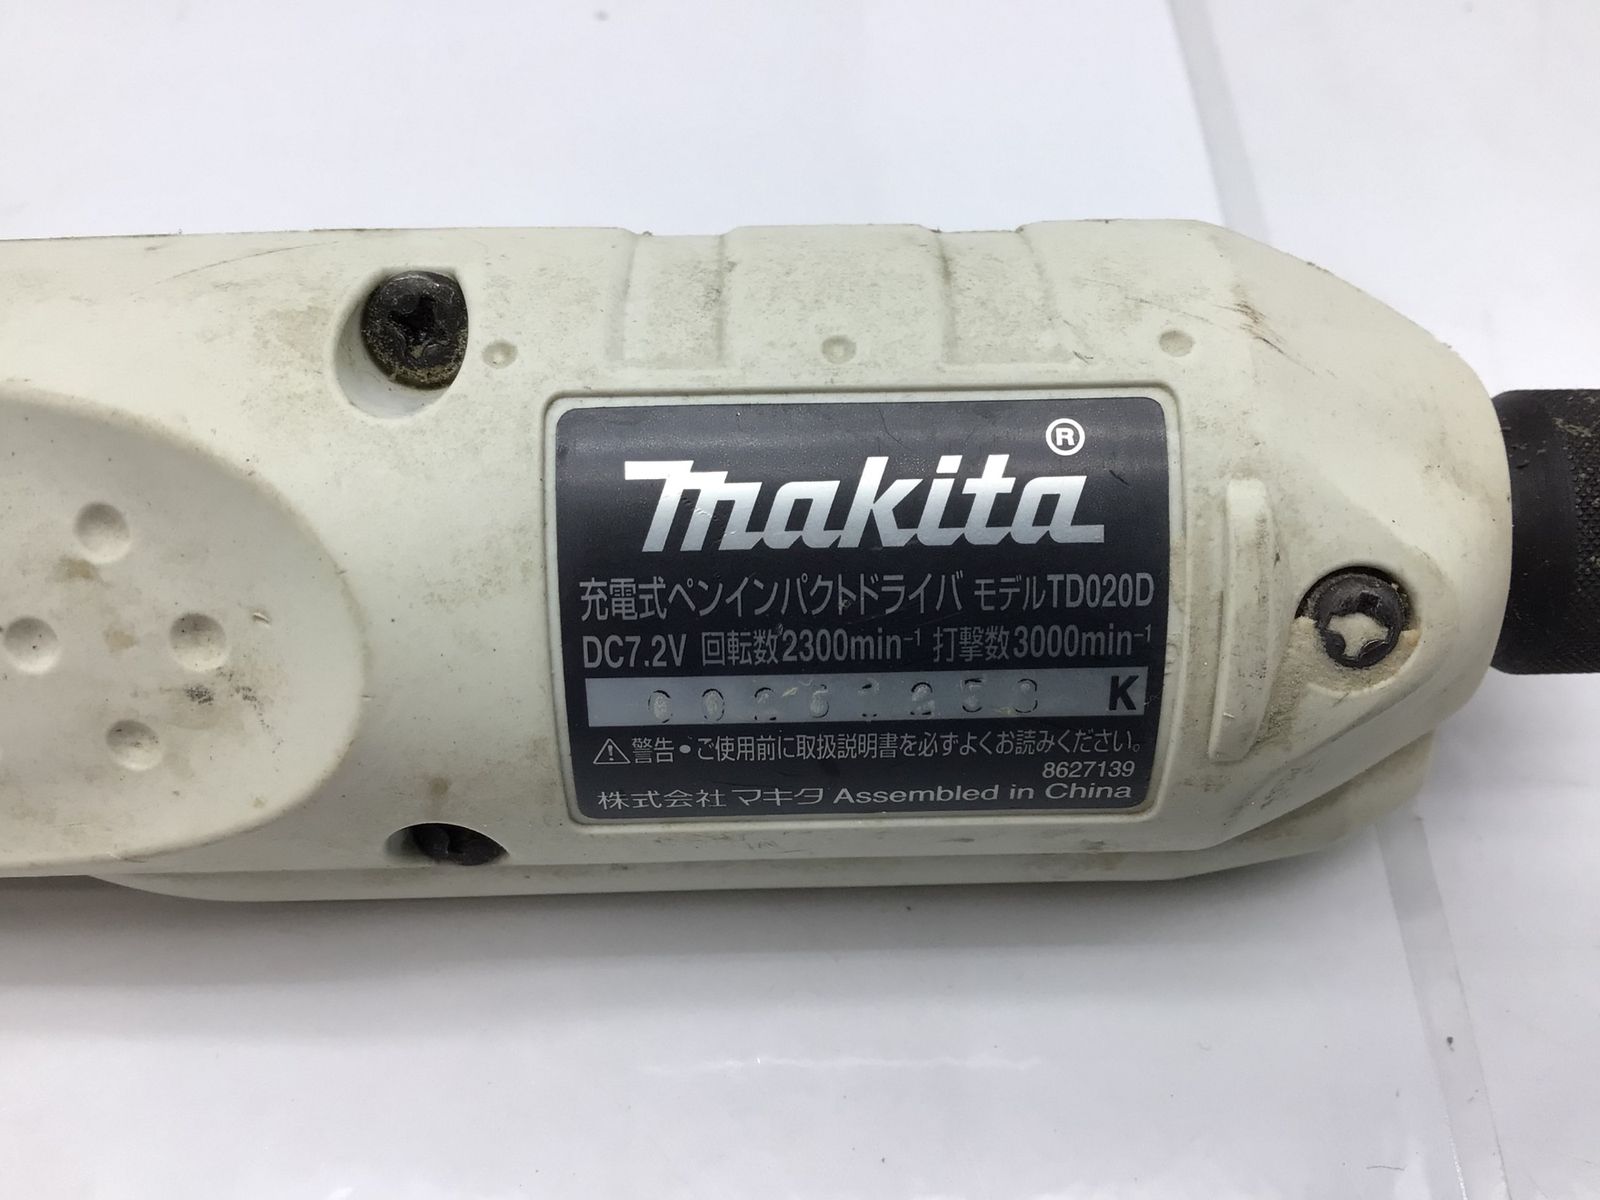 makita®
充電式ペンインパクトドライバ モデルTD020D
DC7.2V 回転数2300min⁻¹ 打撃数3000min⁻¹
K
⚠警告・ご使用前に取扱説明書を必ずよくお読みください。
8627139
株式会社 マキタ Assembled in China